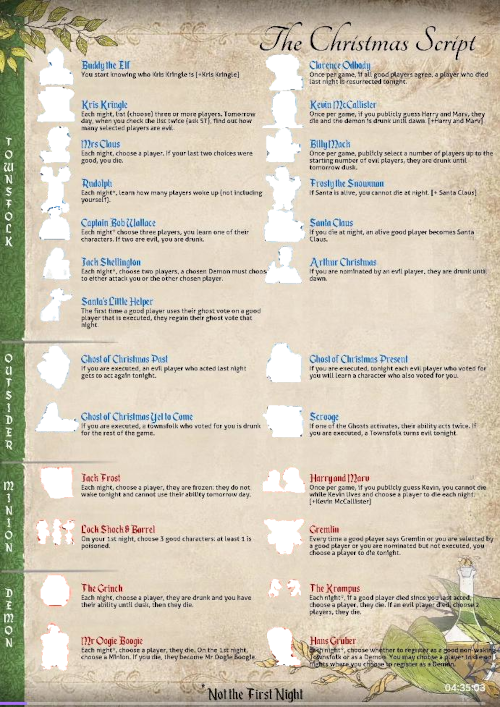 The Christmas Script
TOWNSFOLK
Buddy the Elf
You start knowing who Kris Kringle is [+Kris Kringle]
Kris Kringle
Each night, list (choose) three or more players. Tomorrow
day, when you check the list twice (ask ST), find out how
many selected players are evil.
Mrs Claus
Each night, choose a player. If your last two choices were
good, you die.
Rudolph
Each night*, learn how many players woke up (not including
yourself).
Captain Bob Wallace
Each night* choose three players, you learn one of their
characters. If two are evil, you are drunk.
Jack Skellington
Each night*, choose two players, a chosen Demon must choose
to either attack you or the other chosen player.
Santa's Little Helper
The first time a good player uses their ghost vote on a good
player that is executed, they regain their ghost vote that
night.
Clarence Odbody
Once per game, if all good players agree, a player who died
last night is resurrected tonight.
Kevin McCallister
Once per game, if you publicly guess Harry and Marv, they
die and the demon is drunk until dawn. [+Harry and Marv]
Billy Mack
Once per game, publicly select a number of players up to the
starting number of evil players, they are drunk until
tomorrow dusk.
Frosty the Snowman
If Santa is alive, you cannot die at night. [+ Santa Claus]
Santa Claus
If you die at night, an alive good player becomes Santa
Claus.
Arthur Christmas
If you are nominated by an evil player, they are drunk until
dawn.
OUTSIDER
Ghost of Christmas Past
If you are executed, an evil player who acted last night
gets to act again tonight.
Ghost of Christmas Yet to Come
If you are executed, a townsfolk who voted for you is drunk
for the rest of the game.
Ghost of Christmas Present
If you are executed, tonight each evil player who voted for
you will learn a character who also voted for you.
Scrooge
If one of the Ghosts activates, their ability acts twice. If
you are executed, a Townsfolk turns evil tonight.
MINION
Jack Frost
Each night, choose a player, they are frozen: they do not
wake tonight and cannot use their ability tomorrow day.
Lock Shock & Barrel
On your 1st night, choose 3 good characters: at least 1 is
poisoned.
Harry and Marv
Once per game, if you publicly guess Kevin, you cannot die
while Kevin lives and choose a player to die each night.
[+Kevin McCallister]
Gremlin
Every time a good player says Gremlin or you are selected by
a good player or you are nominated but not executed, you
choose a player to die tonight.
DEMON
The Grinch
Each night, choose a player, they are drunk and you have
their ability until dusk, then they die.
Mr Oogie Boogie
Each night*, choose a player, they die. On the 1st night,
choose a Minion. If you die, they become Mr Oogie Boogie.
The Krampus
Each night*, if a good player died since you last acted,
choose a player, they die. If an evil player died, choose 2
players, they die.
Hans Gruber
Each night*, choose whether to register as a good non-waking
Townsfolk or as a Demon. You may choose a player to die on
nights where you choose to register as a Demon.
*Not the First Night
04:35:03